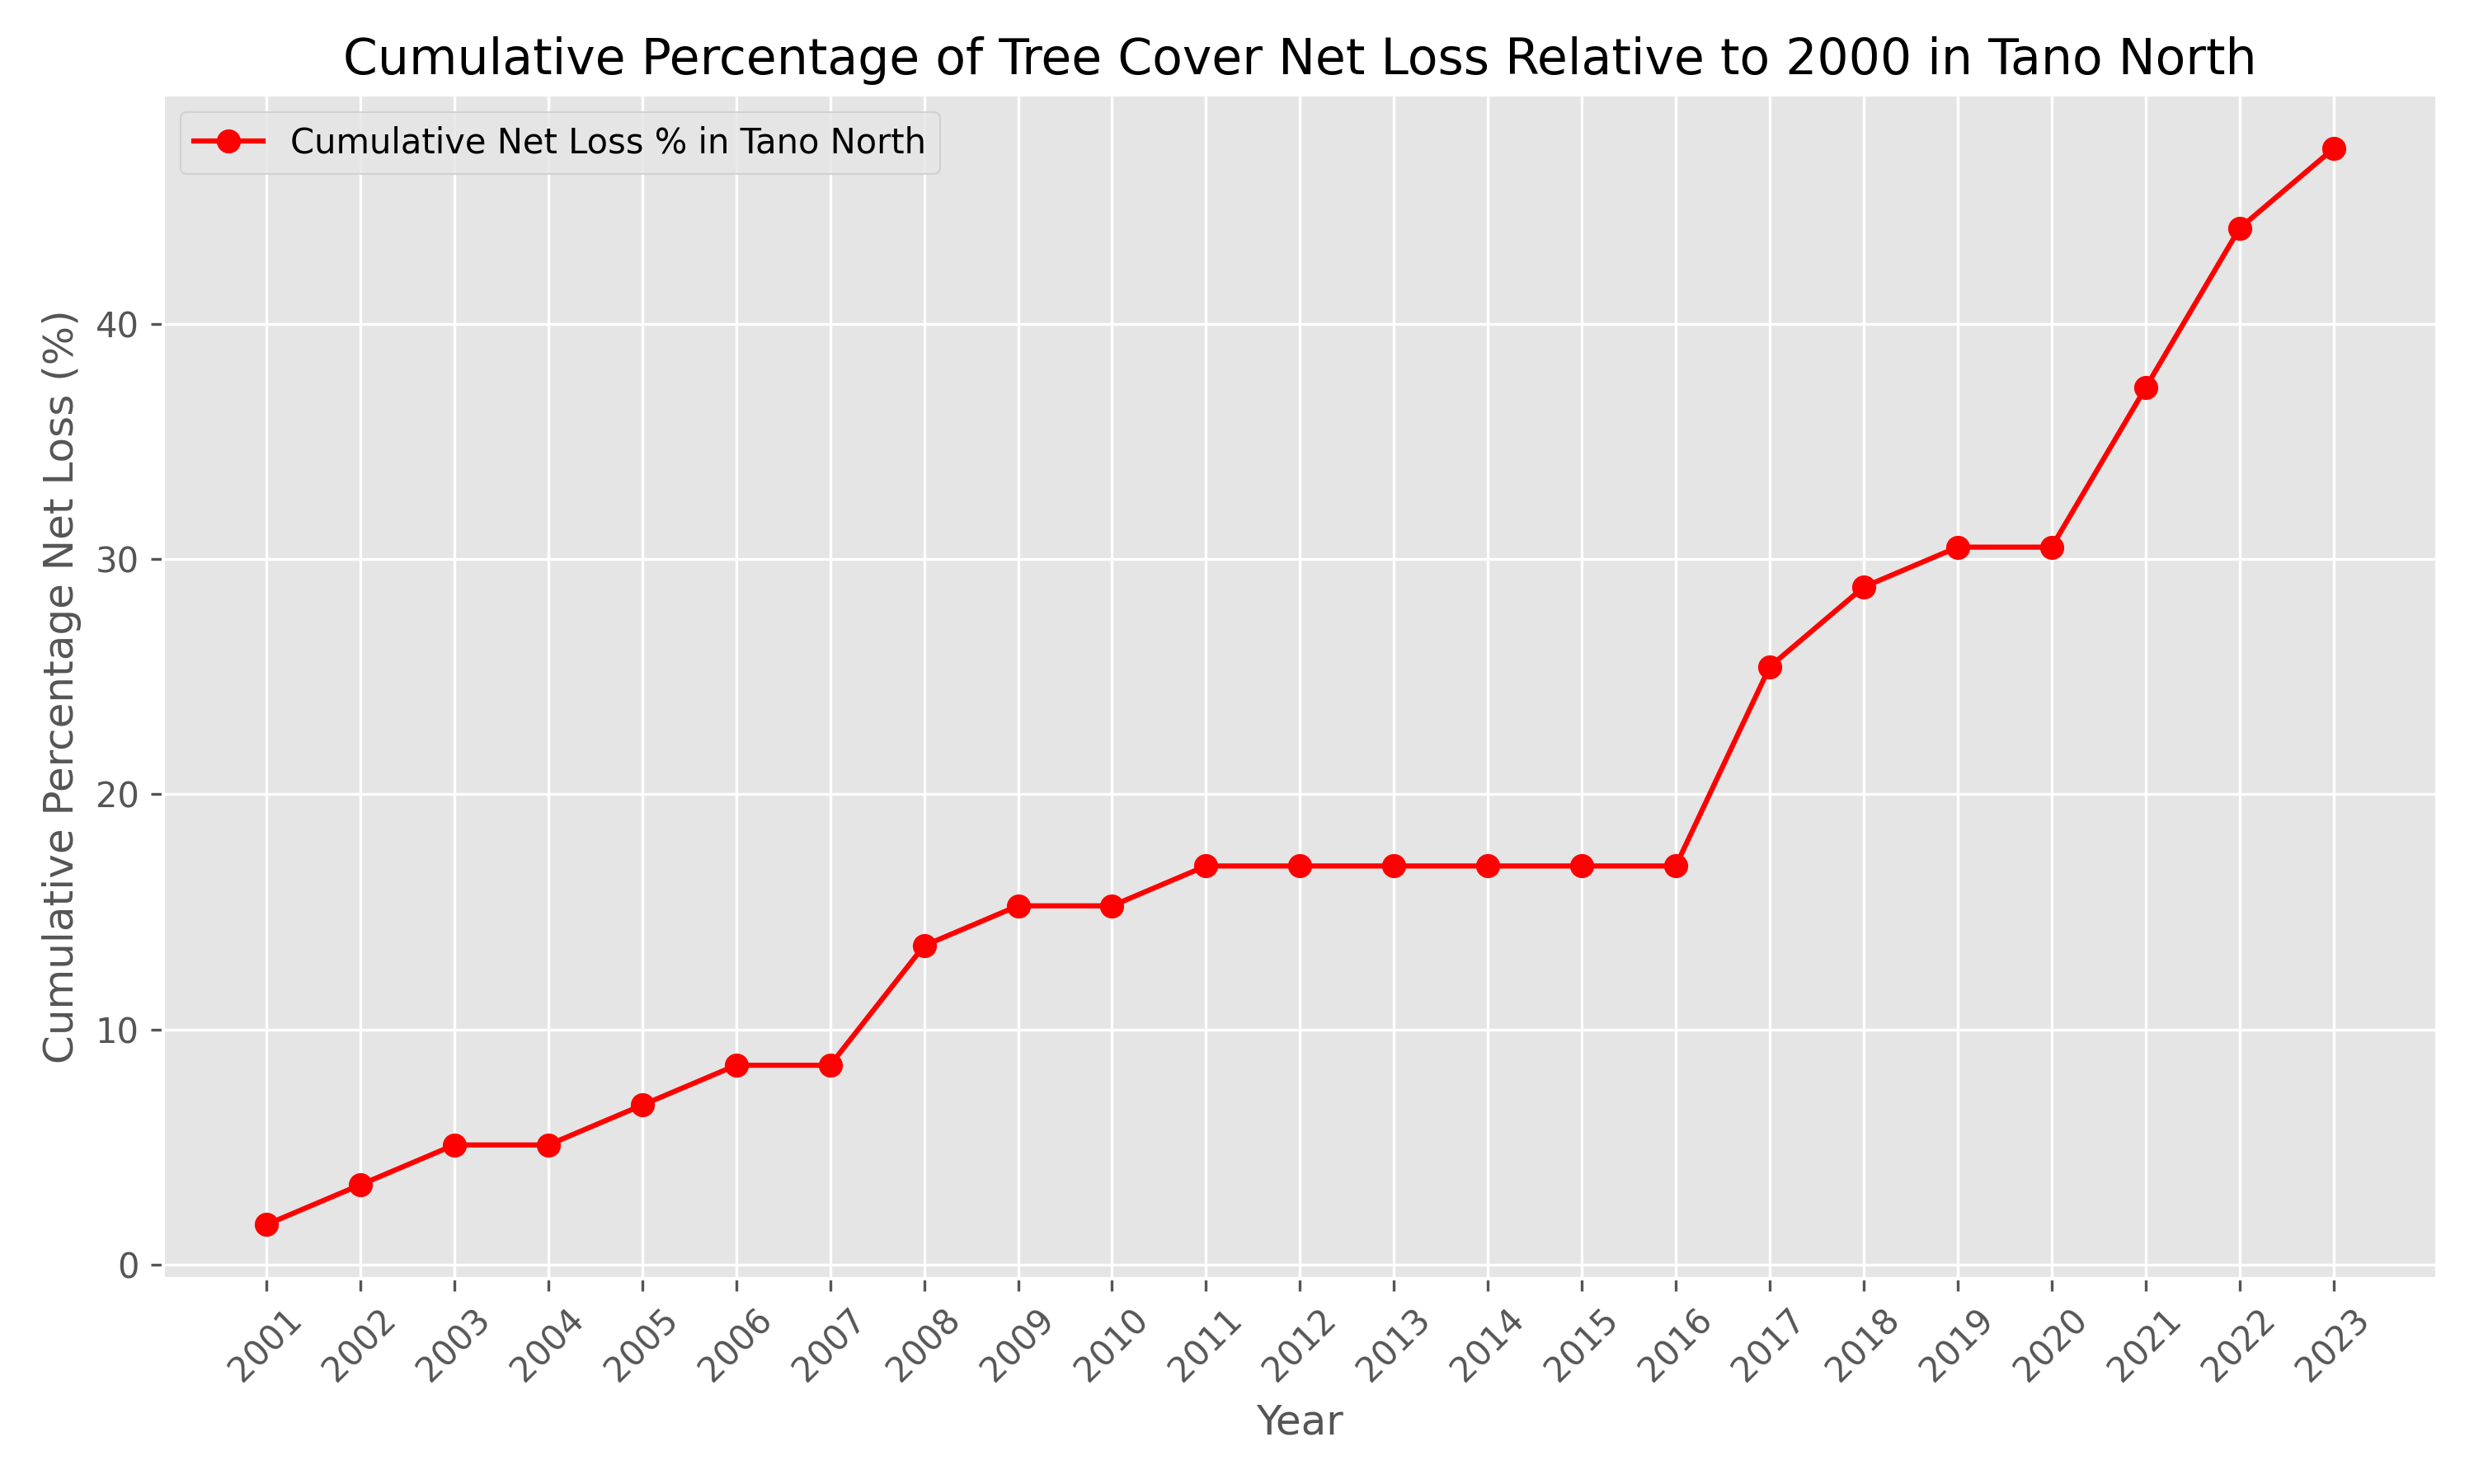 Cumulative Percentage of Tree Cover Net Loss Relative to 2000 in Tano North
Cumulative Net Loss % in Tano North
Cumulative Percentage Net Loss (%)
40
30
20
10
0
2001 2002 2003 2004 2005 2006 2007 2008 2009 2010 2011 2012 2013 2014 2015 2016 2017 2018 2019 2020 2021 2022 2023
Year